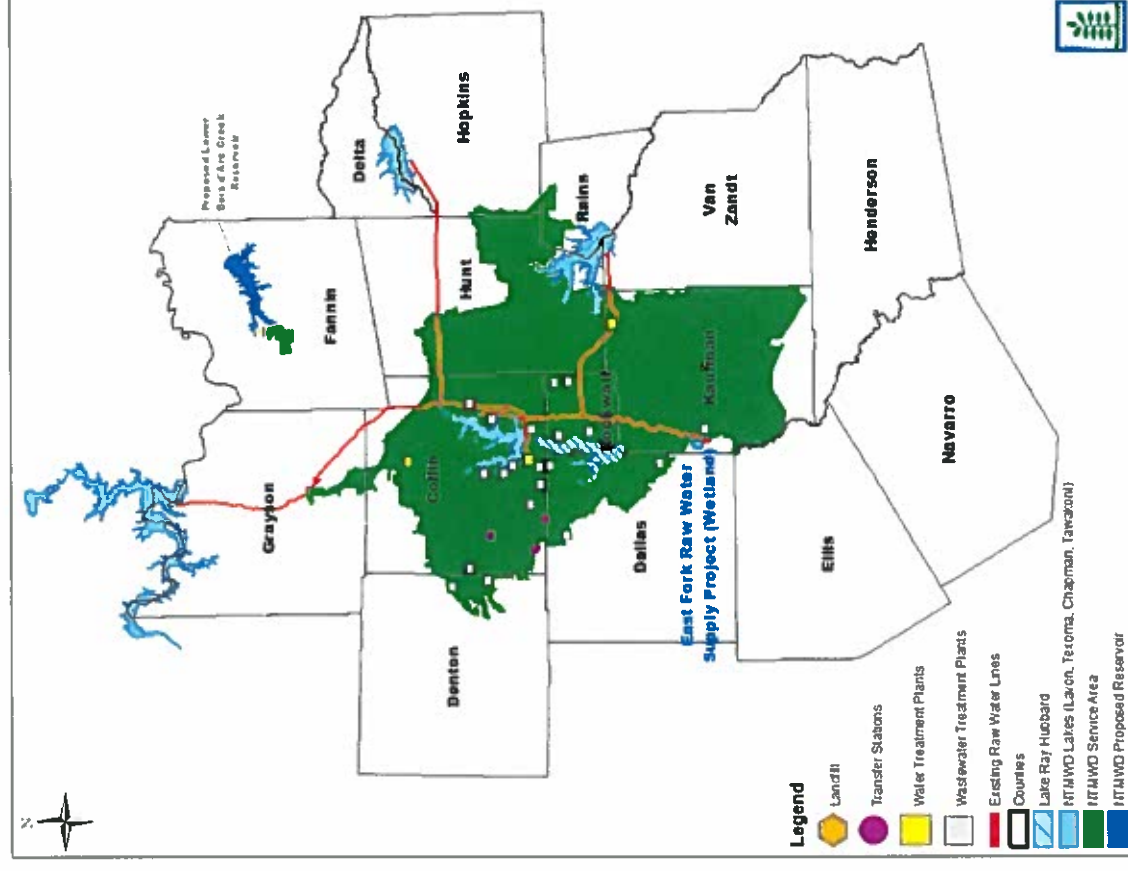 N
Proposed Lower
Bois d'Arc Creek
Reservoir
Fannin
Delta
Hopkins
Hunt
Rains
Grayson
Collin
Denton
Dallas
Rockwall
Kaufman
Van
Zandt
Henderson
Ellis
Navarro
East Fork Raw Water
Supply Project (Wetland)
Legend
Landfill
Transfer Stations
Water Treatment Plants
Wastewater Treatment Plants
Existing Raw Water Lines
Counties
Lake Ray Hubbard
NTMWD Lakes (Lavon, Texoma, Chapman, Tawakoni)
NTMWD Service Area
NTMWD Proposed Reservoir